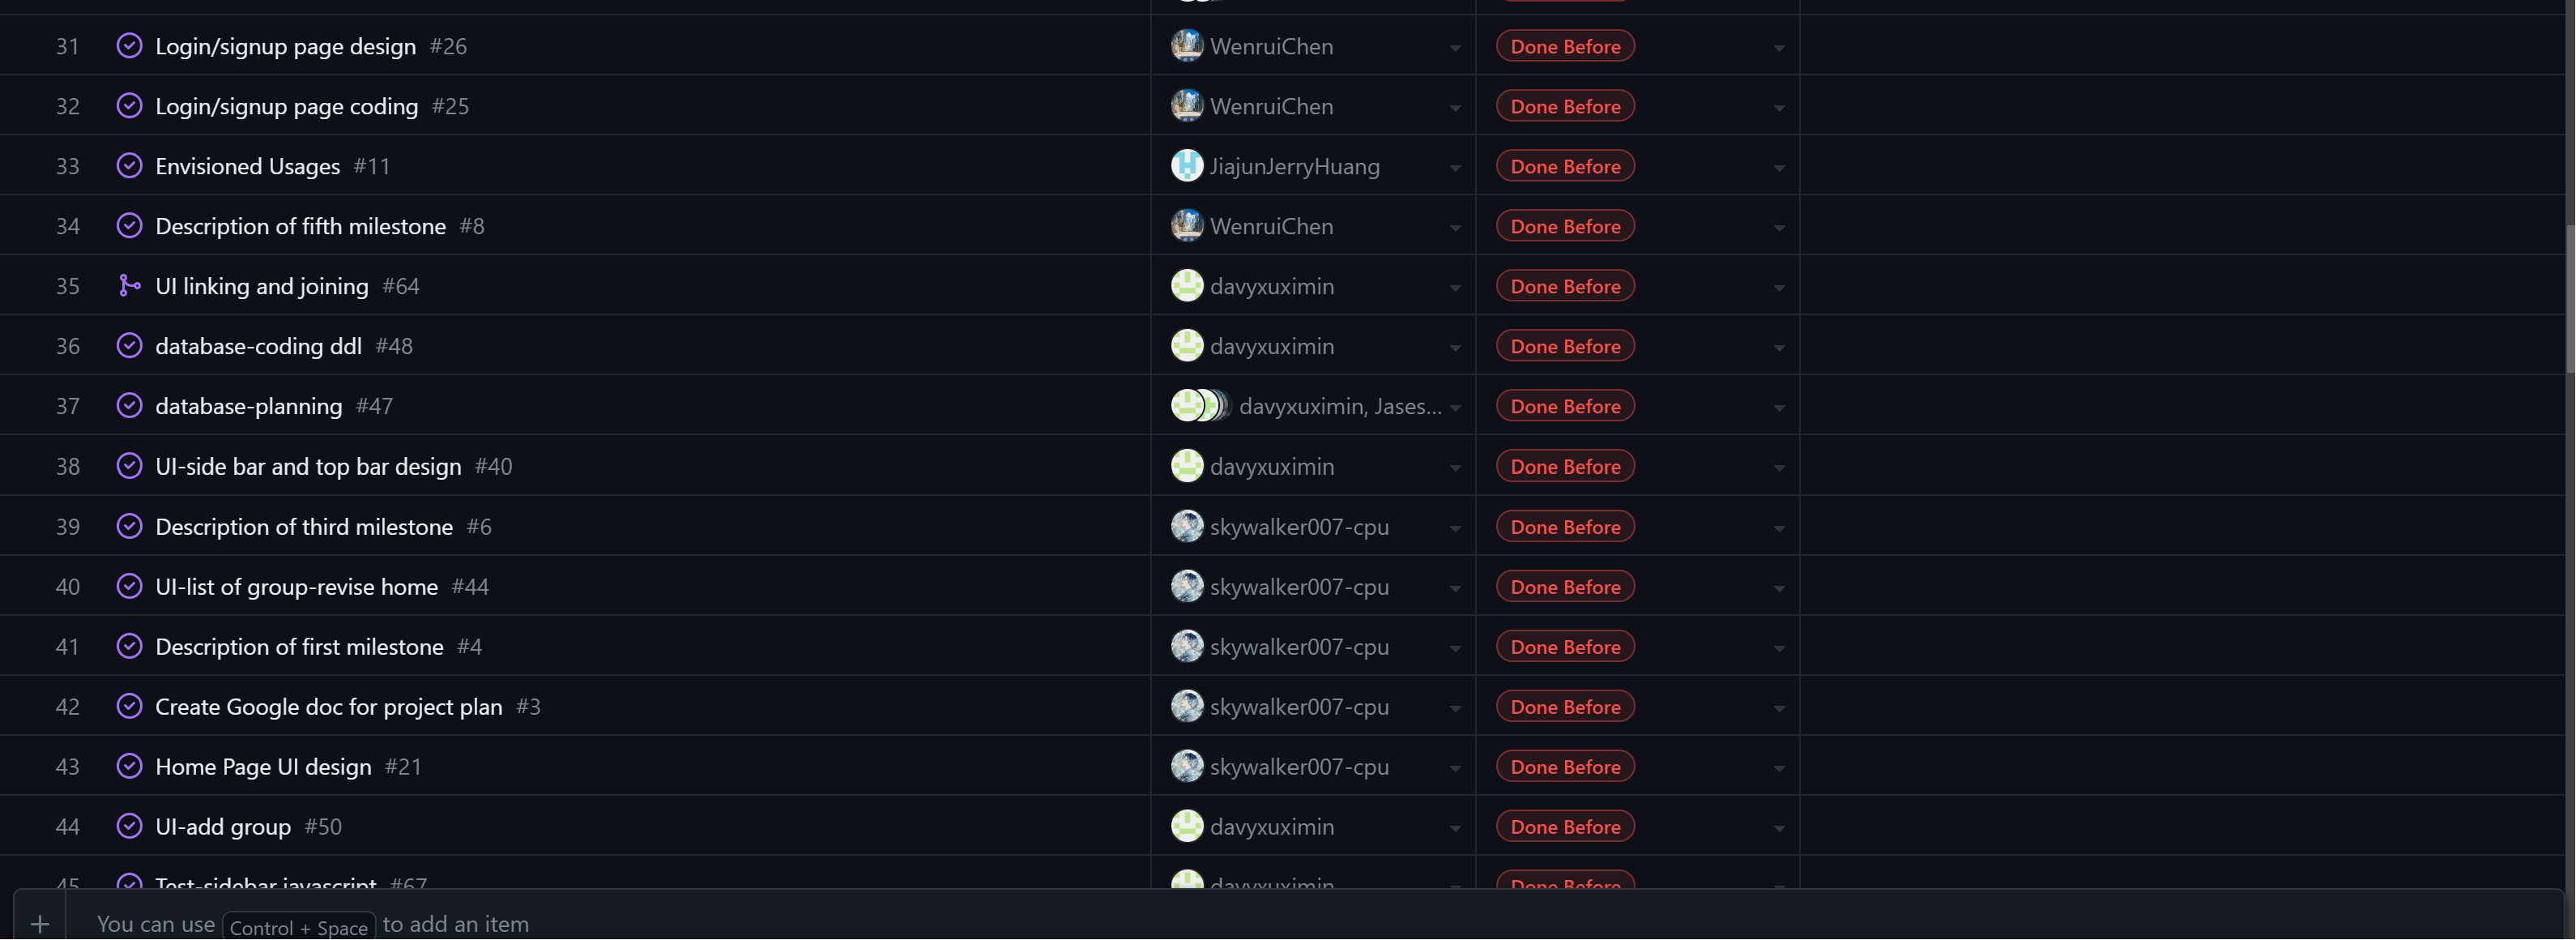 31 Login/signup page design #26 WenruiChen Done Before
32 Login/signup page coding #25 WenruiChen Done Before
33 Envisioned Usages #11 JiajunJerryHuang Done Before
34 Description of fifth milestone #8 WenruiChen Done Before
35 UI linking and joining #64 davyxuximin Done Before
36 database-coding ddl #48 davyxuximin Done Before
37 database-planning #47 davyxuximin, Jases... Done Before
38 UI-side bar and top bar design #40 davyxuximin Done Before
39 Description of third milestone #6 skywalker007-cpu Done Before
40 UI-list of group-revise home #44 skywalker007-cpu Done Before
41 Description of first milestone #4 skywalker007-cpu Done Before
42 Create Google doc for project plan #3 skywalker007-cpu Done Before
43 Home Page UI design #21 skywalker007-cpu Done Before
44 UI-add group #50 davyxuximin Done Before
45 Test-sidebar javascript #67 davyxuximin Done Before
+ You can use Control + Space to add an item